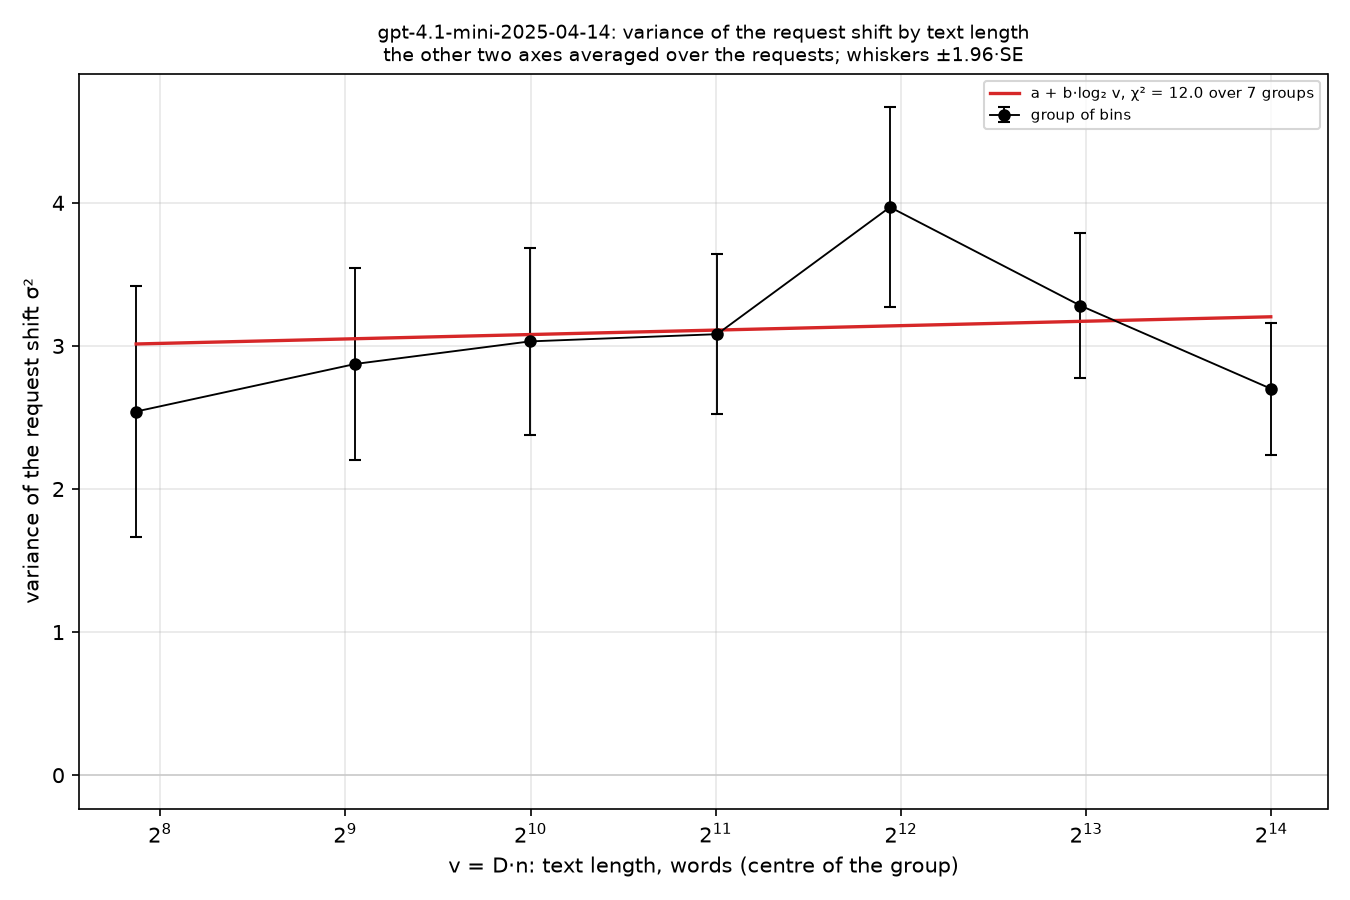 gpt-4.1-mini-2025-04-14: variance of the request shift by text length
the other two axes averaged over the requests; whiskers ±1.96·SE
a + b·log₂ v, χ² = 12.0 over 7 groups
group of bins
variance of the request shift σ²
4
3
2
1
0
2⁸ 2⁹ 2¹⁰ 2¹¹ 2¹² 2¹³ 2¹⁴
v = D·n: text length, words (centre of the group)